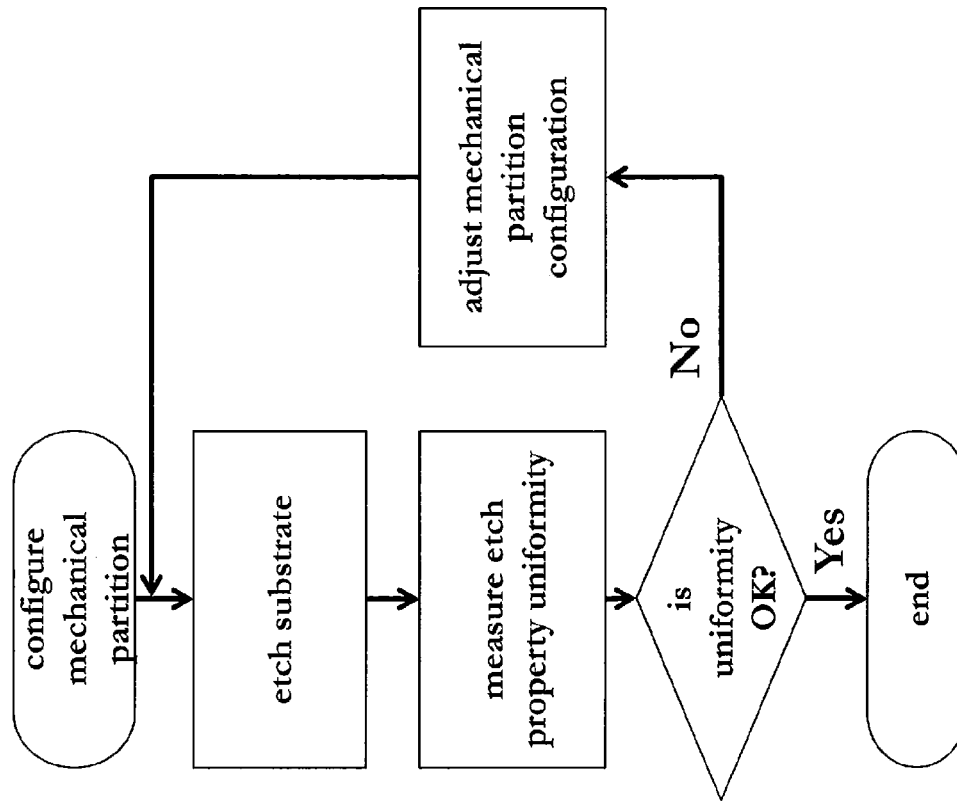 configure
mechanical
partition
etch substrate
measure etch
property uniformity
is
uniformity
OK?
Yes
end
No
adjust mechanical
partition
configuration